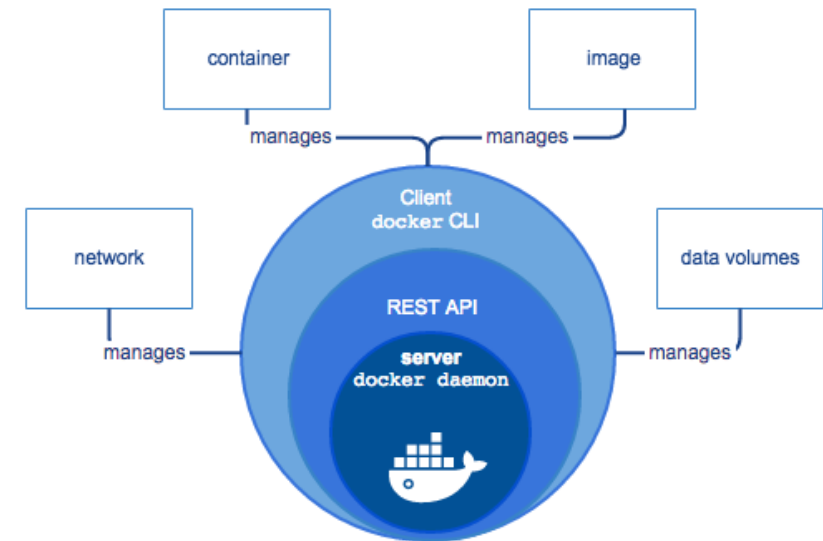 container
image
manages
manages
Client
docker CLI
network
data volumes
REST API
manages
manages
server
docker daemon